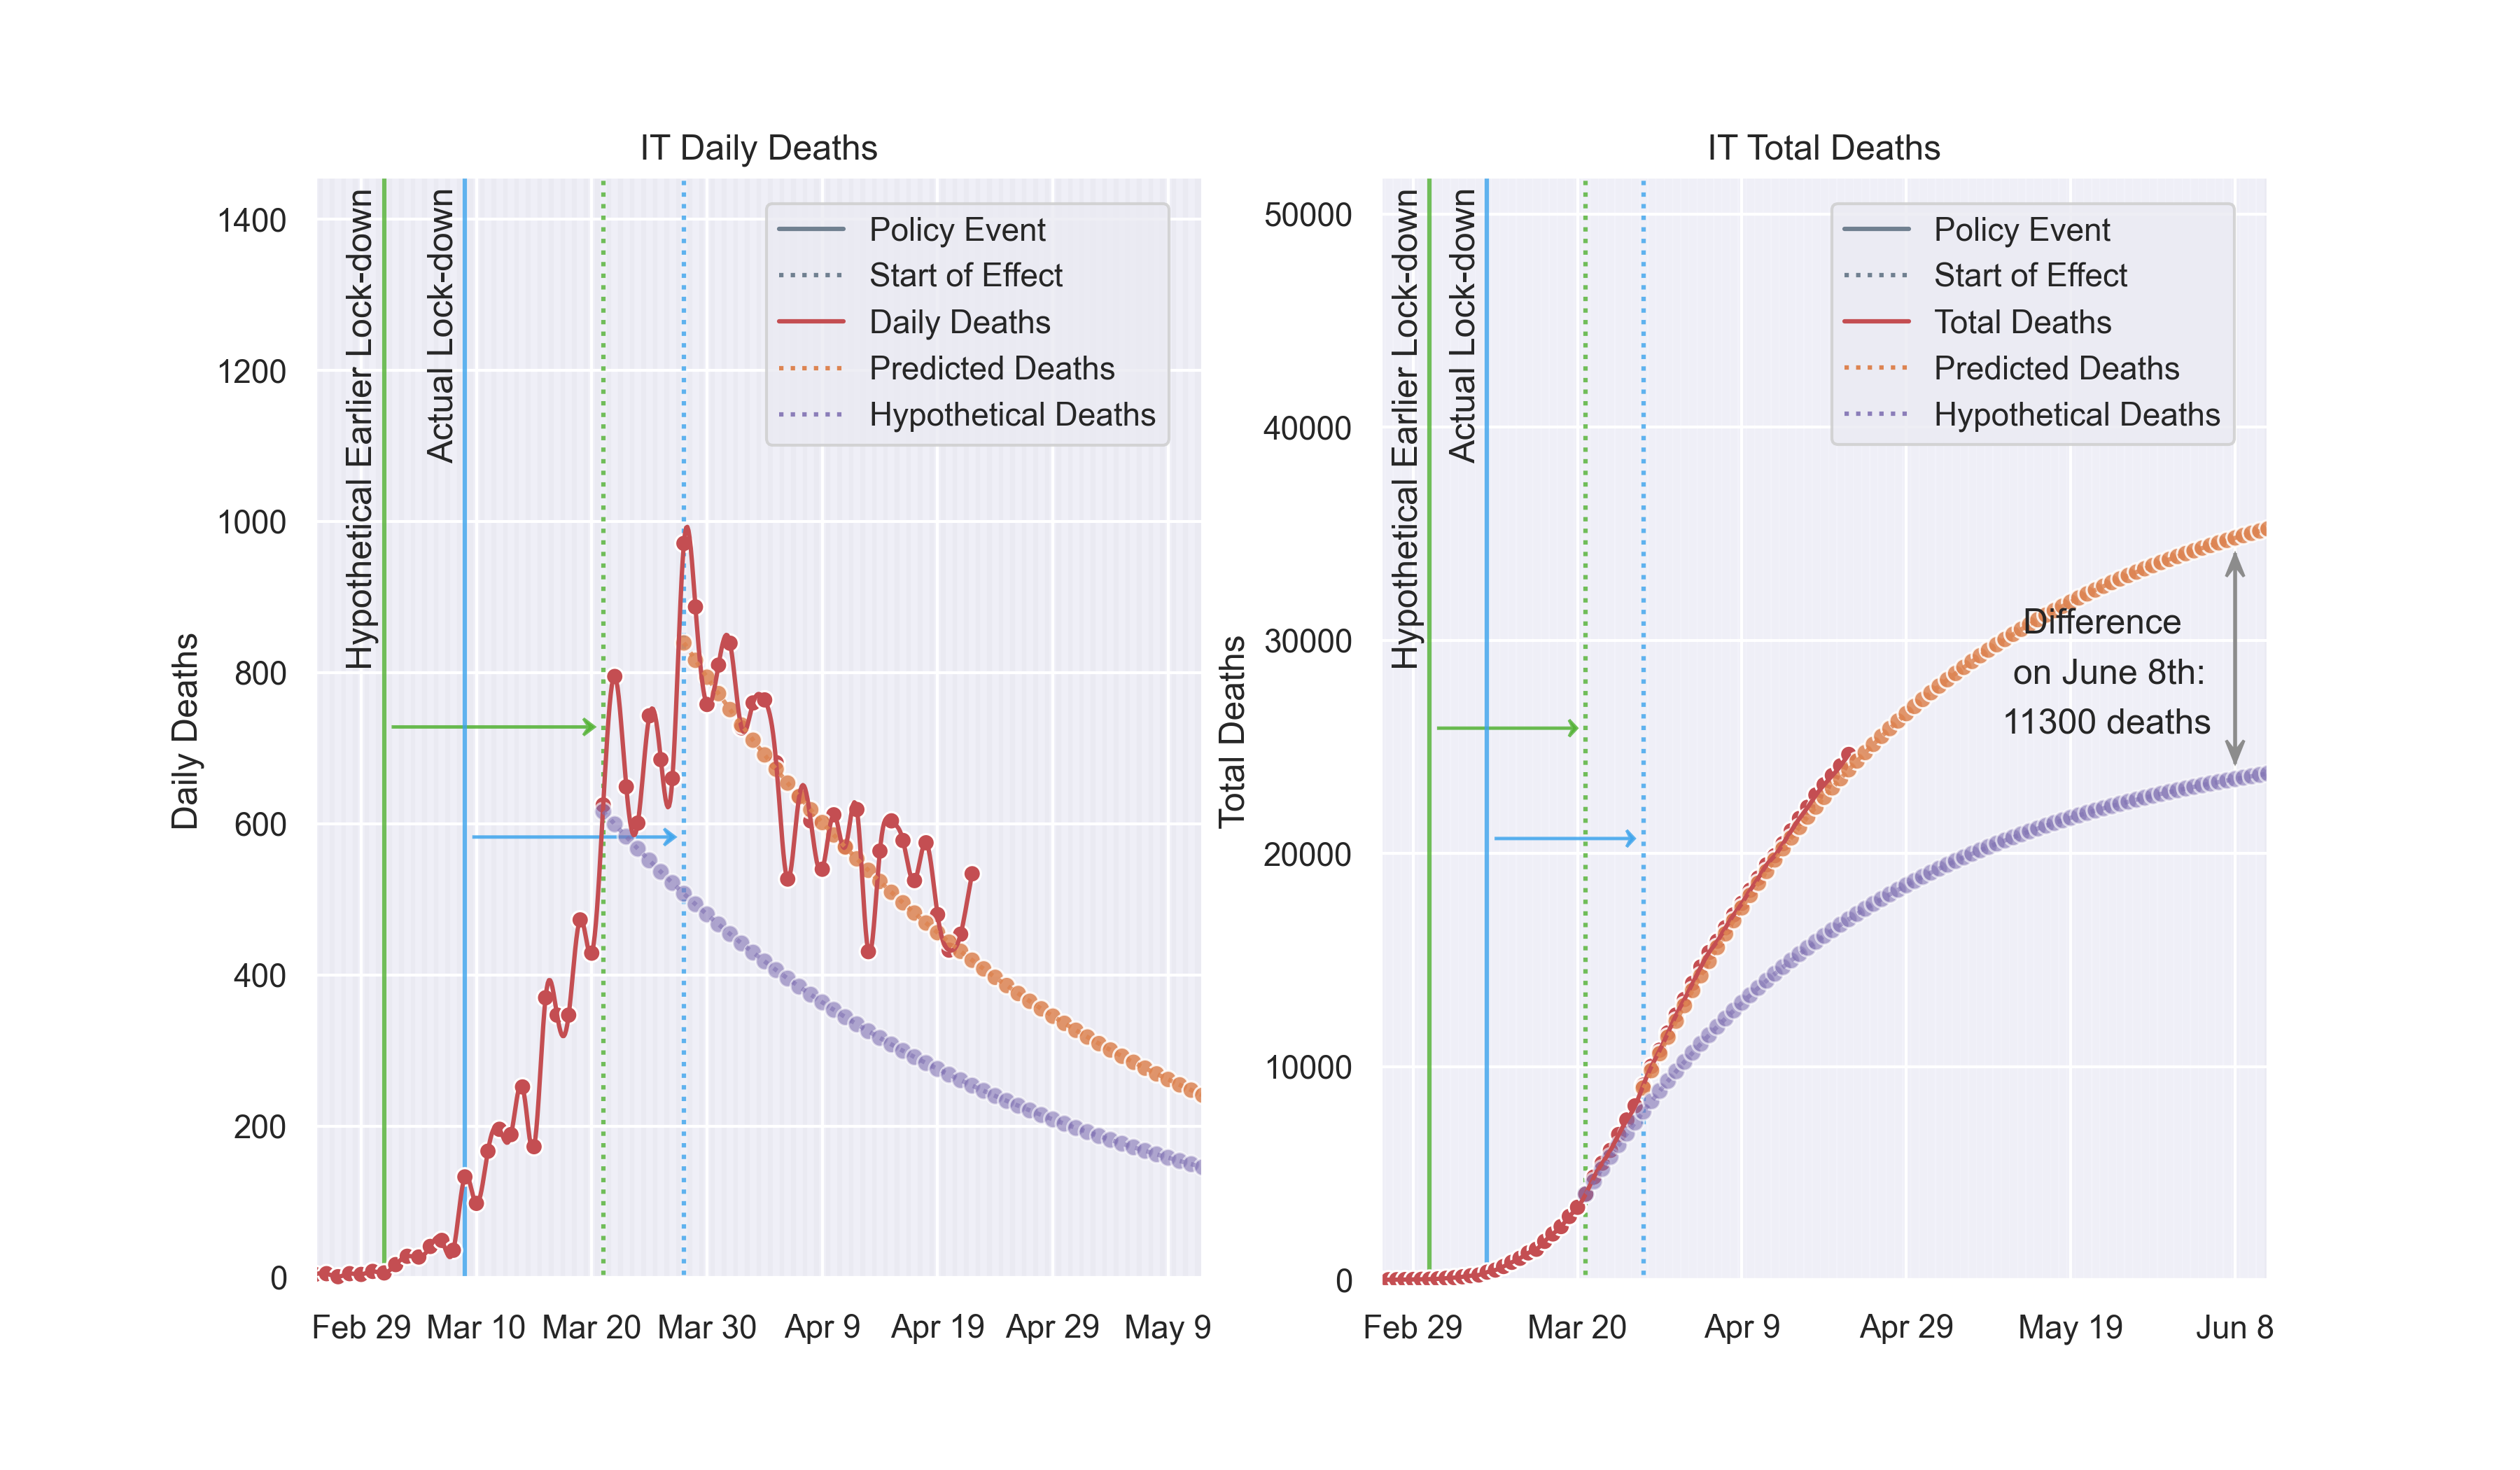 IT Daily Deaths
Daily Deaths
1400
1200
1000
800
600
400
200
0
Feb 29 Mar 10 Mar 20 Mar 30 Apr 9 Apr 19 Apr 29 May 9
Hypothetical Earlier Lock-down
Actual Lock-down
Policy Event
Start of Effect
Daily Deaths
Predicted Deaths
Hypothetical Deaths
IT Total Deaths
Total Deaths
50000
40000
30000
20000
10000
0
Feb 29 Mar 20 Apr 9 Apr 29 May 19 Jun 8
Hypothetical Earlier Lock-down
Actual Lock-down
Policy Event
Start of Effect
Total Deaths
Predicted Deaths
Hypothetical Deaths
Difference
on June 8th:
11300 deaths